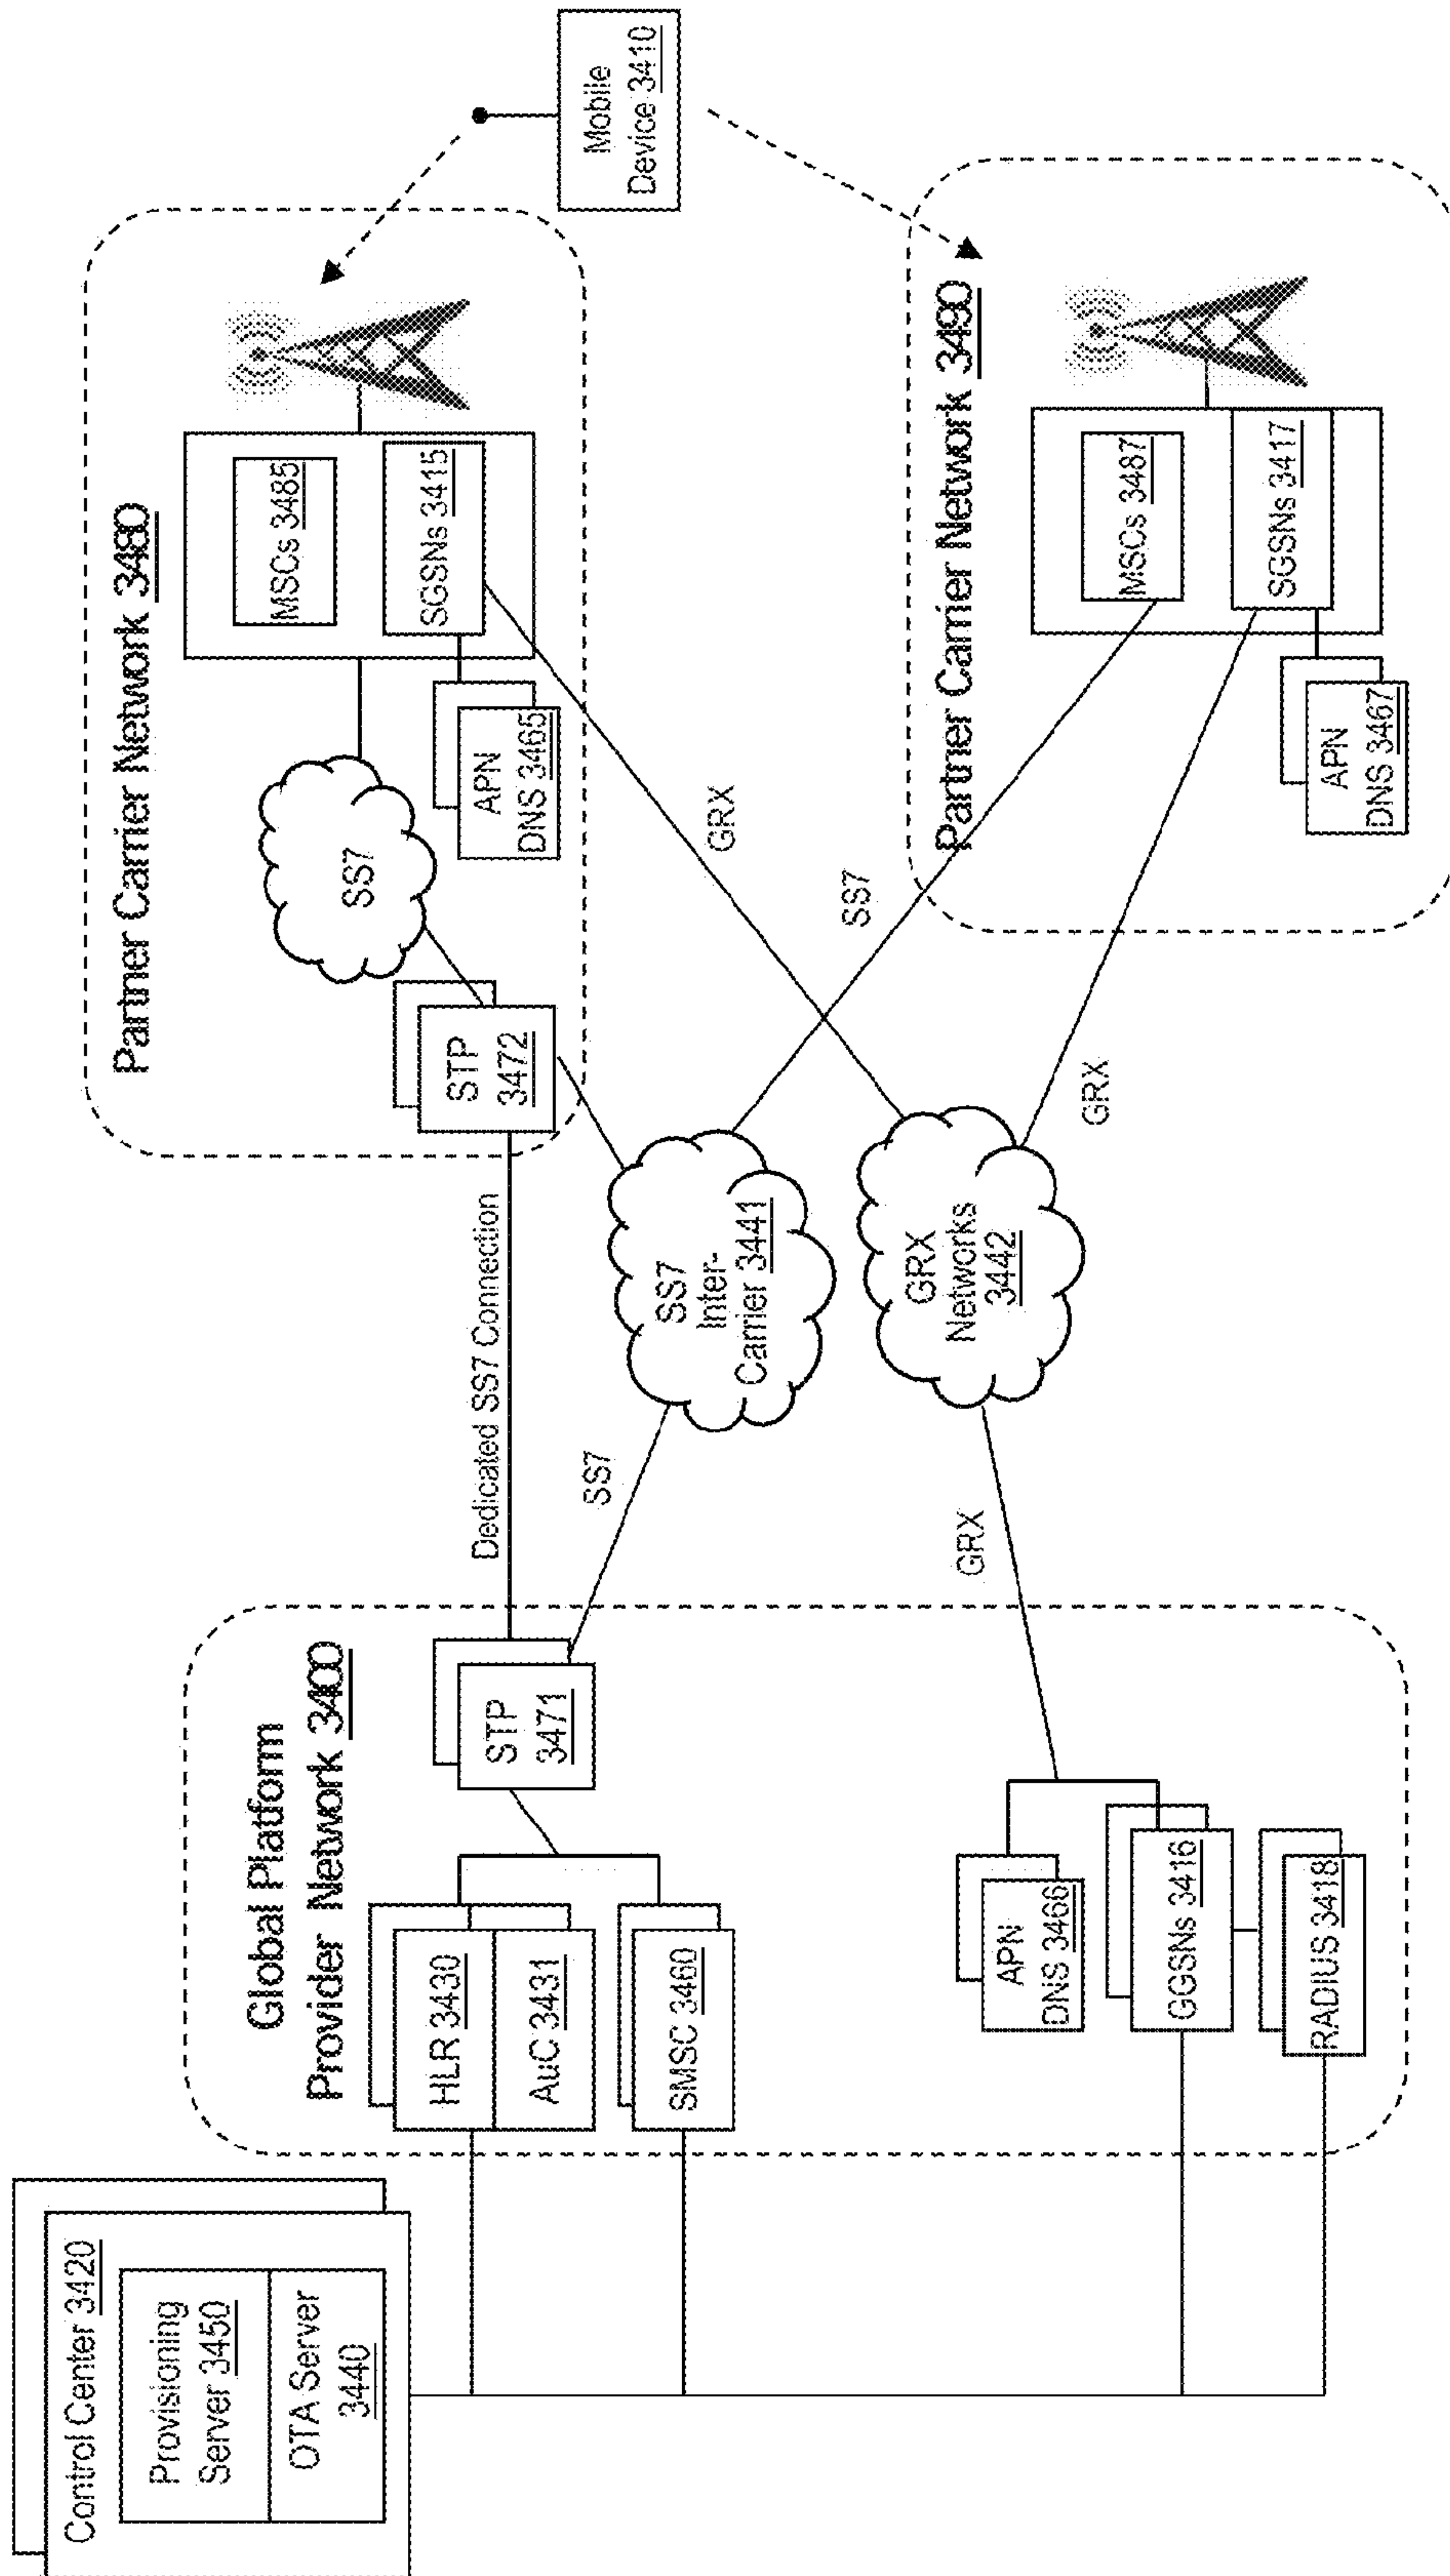 Control Center 3420
Provisioning
Server 3450
OTA Server
3440
Global Platform
Provider Network 3400
HLR 3430
AuC 3431
SMSC 3460
STP
3471
APN
DNS 3466
GGSNs 3416
RADIUS 3418
Dedicated SS7 Connection
SS7
SS7
Inter-
Carrier 3441
GRX
GRX
Networks
3442
SS7
GRX
GRX
Partner Carrier Network 3480
STP
3472
SS7
MSCs 3485
SGSNs 3415
APN
DNS 3465
Partner Carrier Network 3490
MSCs 3487
SGSNs 3417
APN
DNS 3467
Mobile
Device 3410